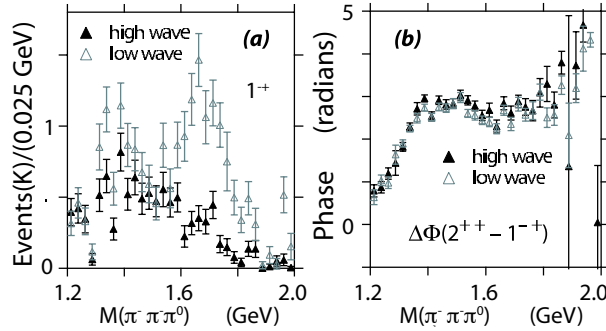 high wave
low wave
(a)
1-+
Events(K)/(0.025 GeV)
1
.5
0
1.2
1.6
2.0
M(π⁻ π⁻π⁰) (GeV)
(b)
5
Phase (radians)
0
high wave
low wave
ΔΦ(2⁺⁺ – 1⁻⁺)
1.2
1.6
2.0
M(π⁻ π⁻π⁰) (GeV)